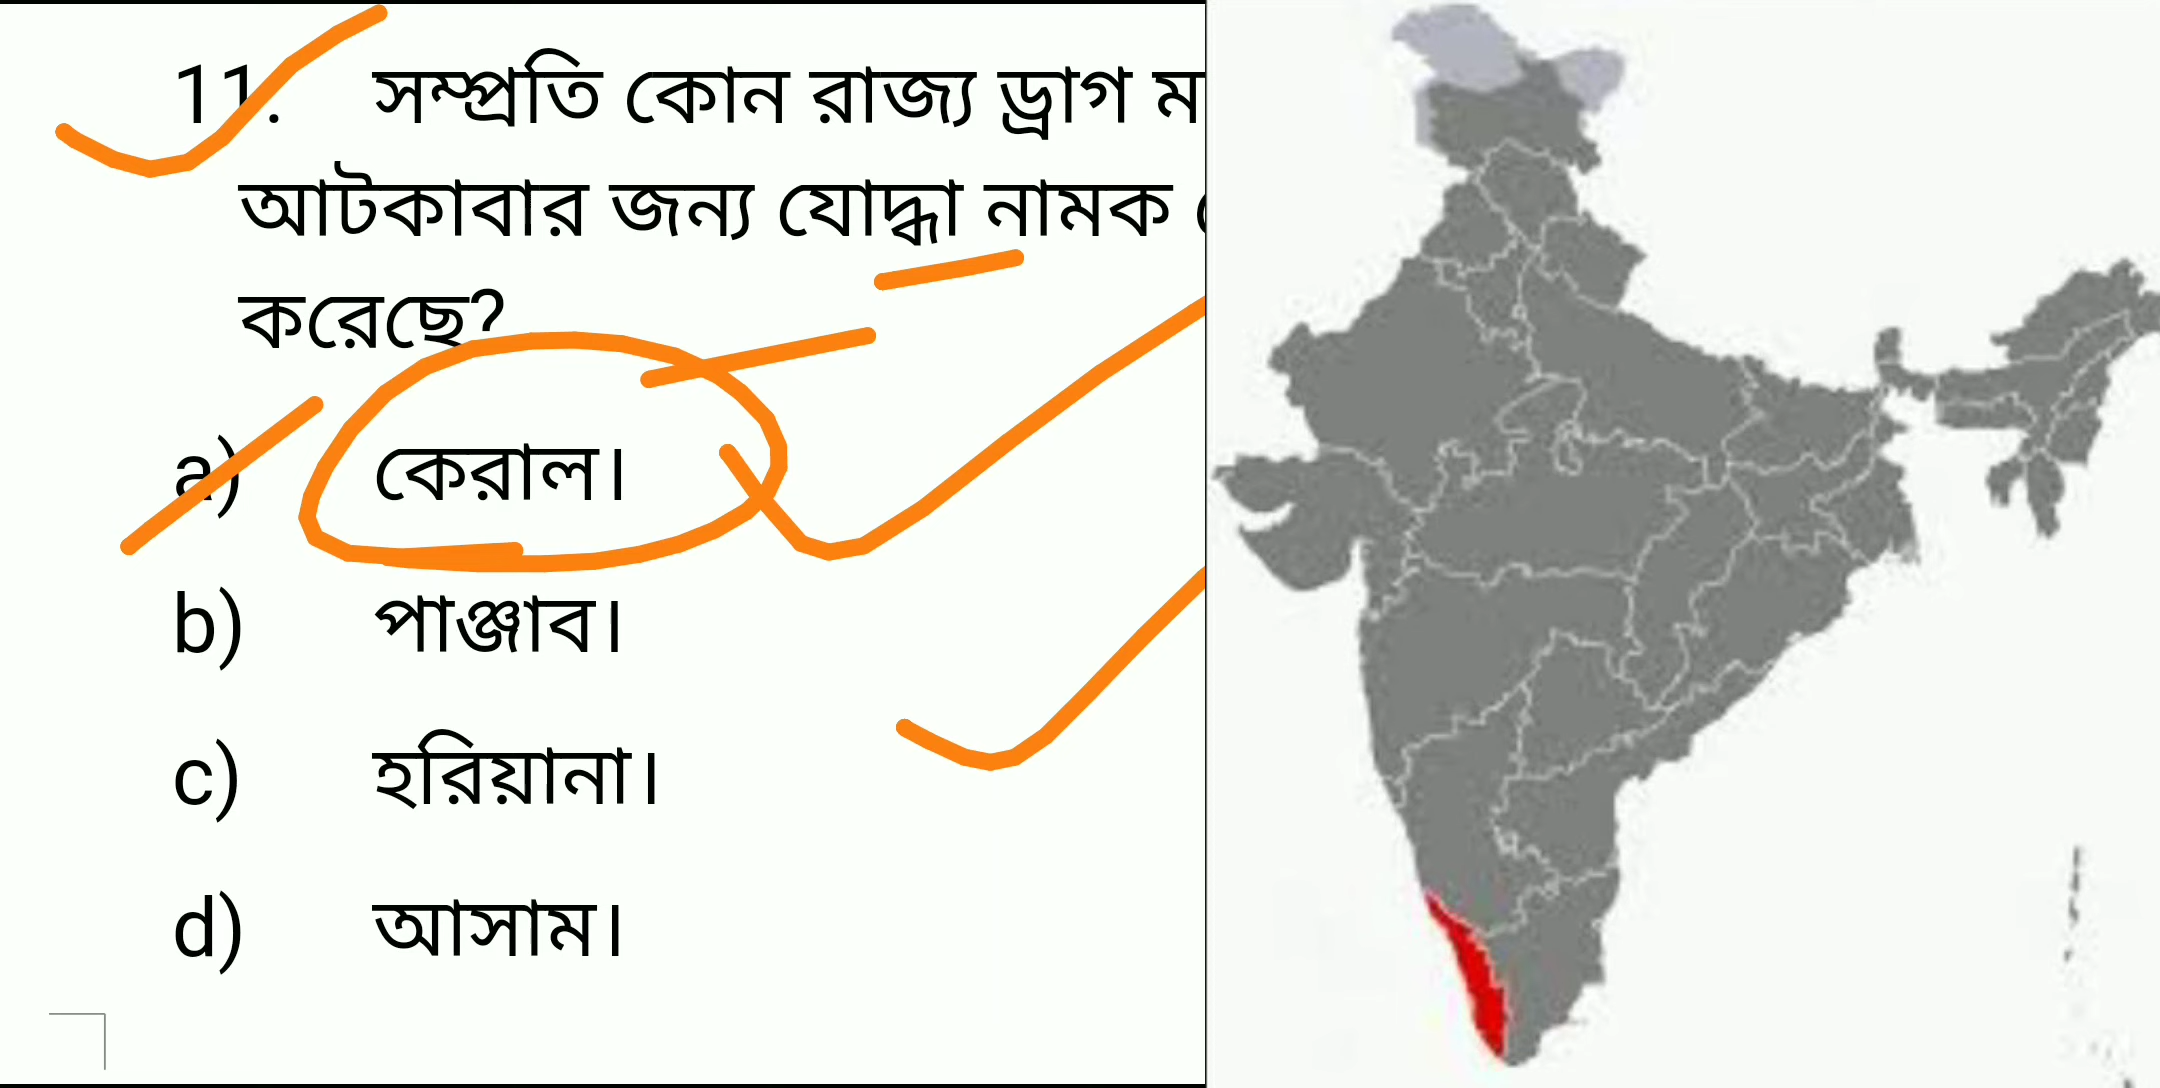 11. সম্প্রতি কোন রাজ্য ড্রাগ
আটকাবার জন্য যোদ্ধা নামক
করেছে?
a) কেরাল।
b) পাঞ্জাব।
c) হরিয়ানা।
d) আসাম।